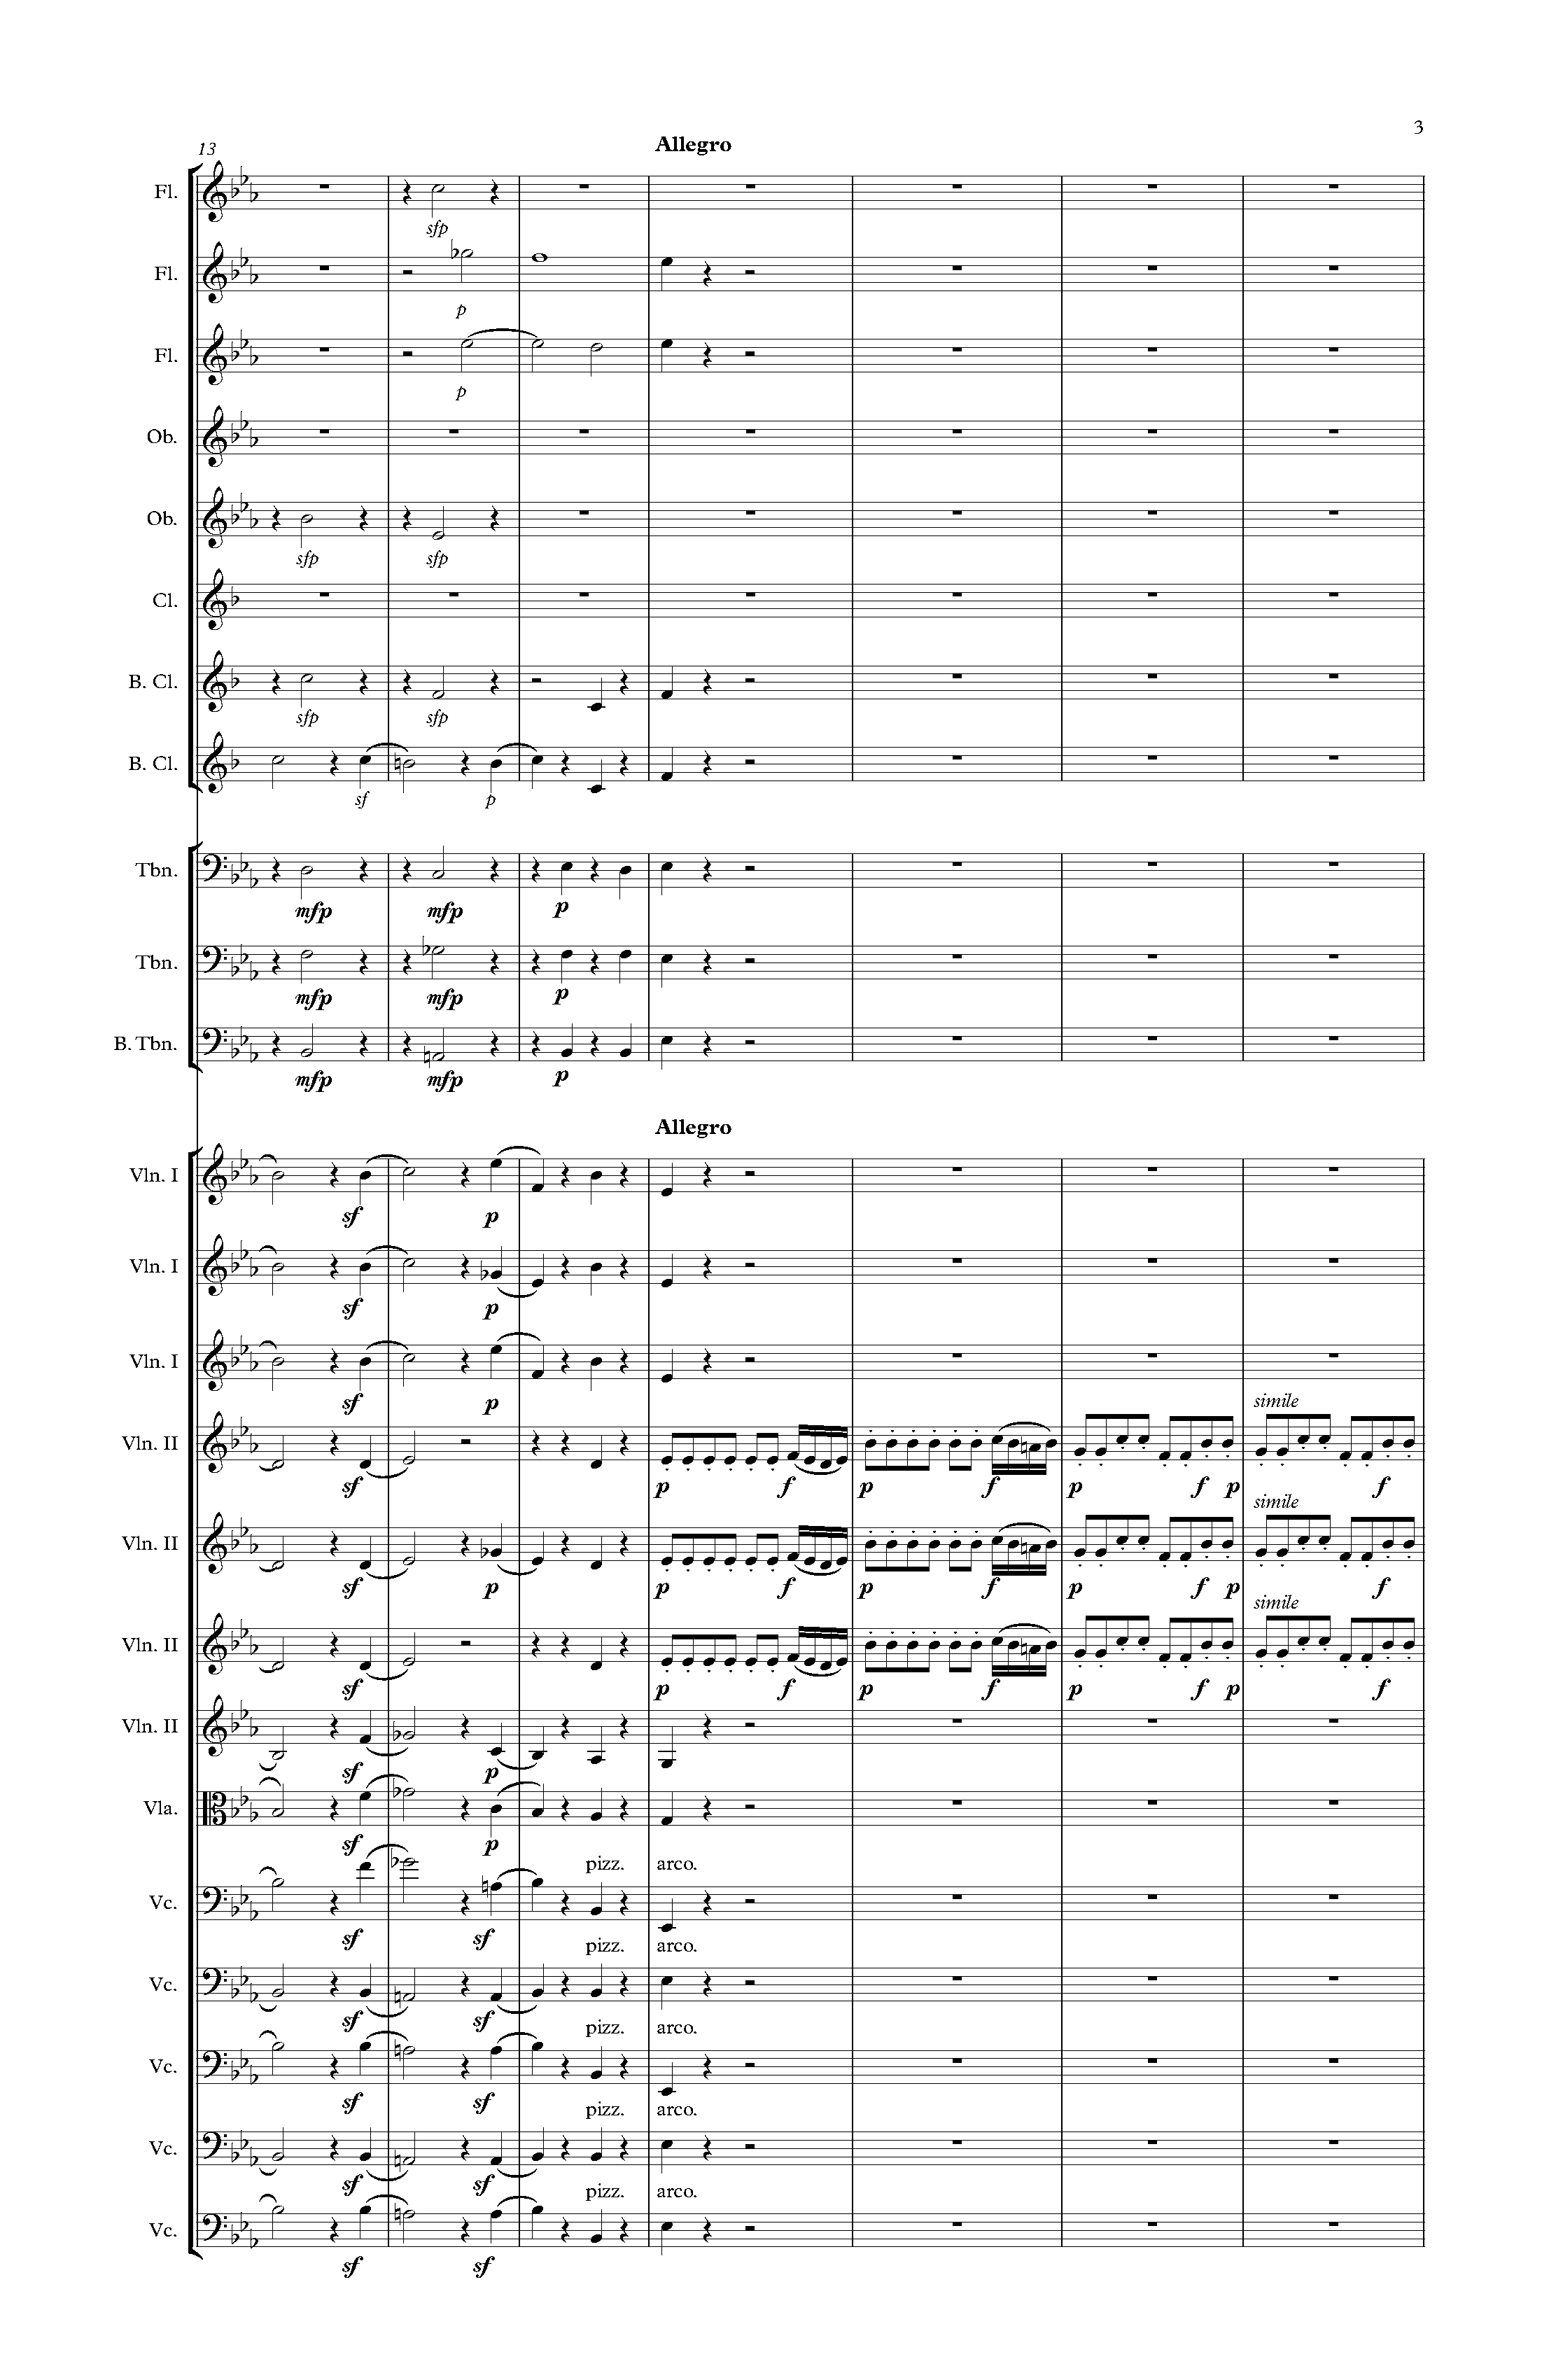 3
13
Allegro
Fl.
sfp
Fl.
p
Fl.
p
Ob.
Ob.
sfp sfp
Cl.
B. Cl.
sfp sfp
B. Cl.
sf p
Tbn.
mfp mfp p
Tbn.
mfp mfp p
B. Tbn.
mfp mfp p
Allegro
Vln. I
sf p
Vln. I
sf p
Vln. I
sf p
simile
Vln. II
sf p f p f p f p f
simile
Vln. II
sf p p f p f p f p f
simile
Vln. II
sf p f p f p f p f
Vln. II
sf p
Vla.
sf p
pizz. arco.
Vc.
sf sf
pizz. arco.
Vc.
sf sf
pizz. arco.
Vc.
sf sf
pizz. arco.
Vc.
sf sf
pizz. arco.
Vc.
sf sf